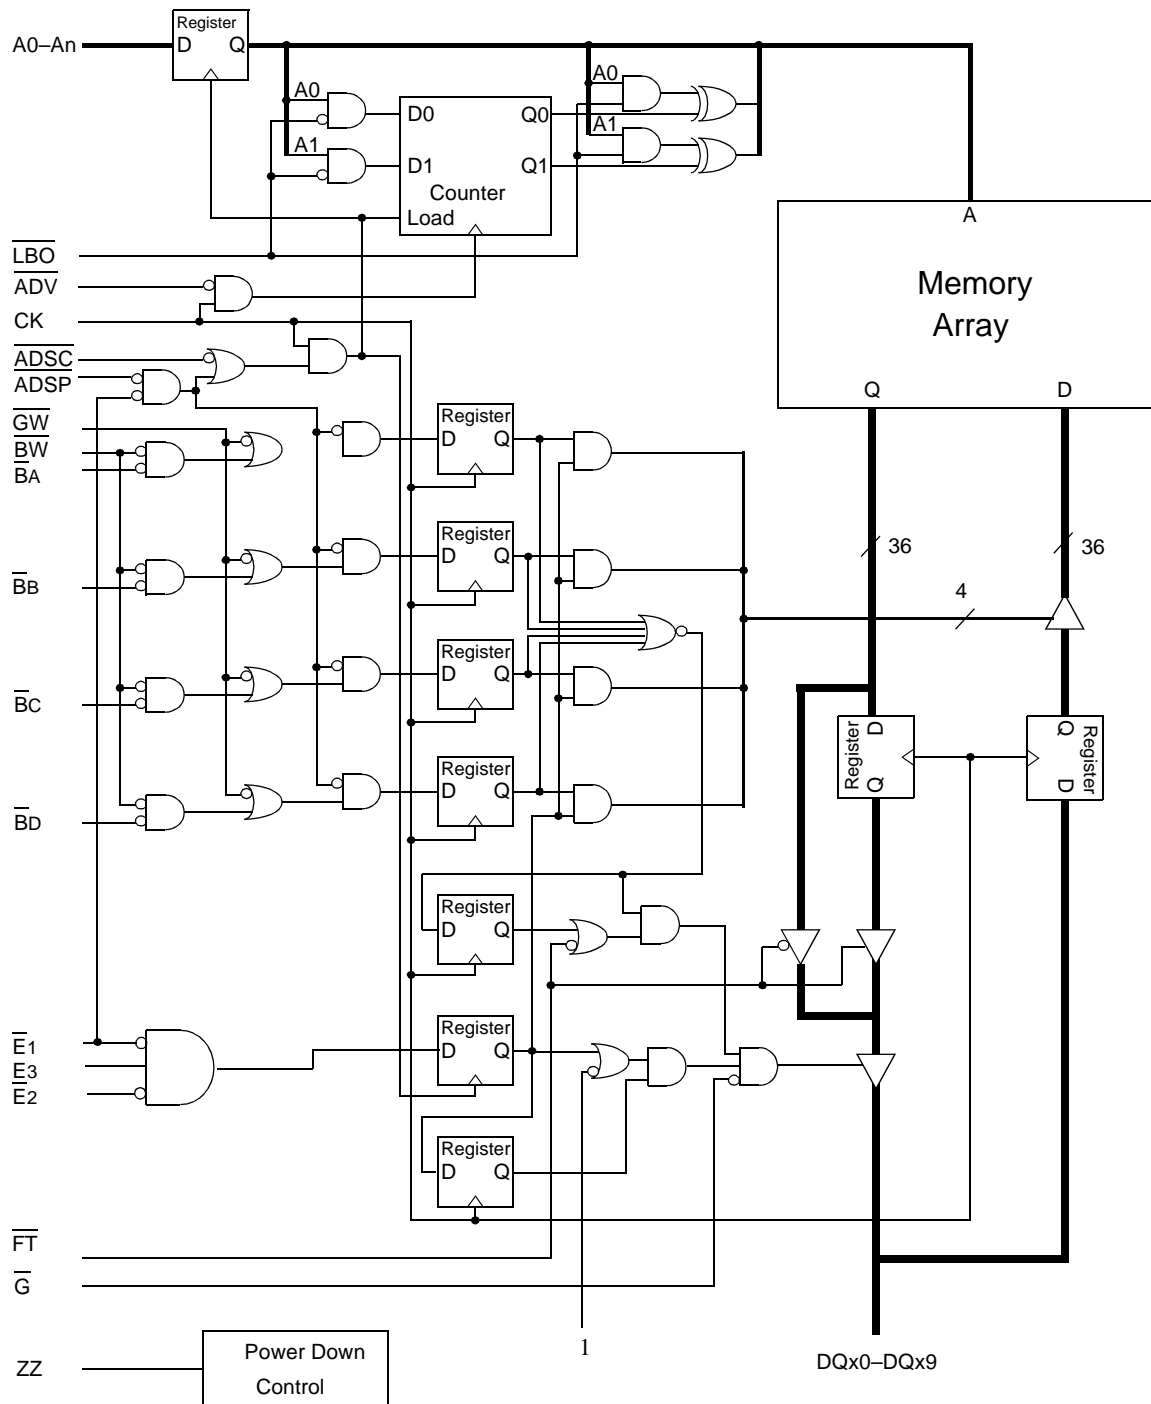 Register
A0–An
D Q
A0
A0
D0
Q0
A1
A1
D1
Q1
Counter
Load
A
LBO
ADV
Memory
CK
Array
ADSC
ADSP
Q D
GW
Register
BW
D Q
BA
Register
D Q
36 36
BB
4
Register
D Q
BC
Register D Q
Q D Register
Register
D Q
BD
Register
D Q
Register
D Q
E1
E3
E2
Register
D Q
FT
G
1
Power Down
ZZ
Control
DQx0–DQx9